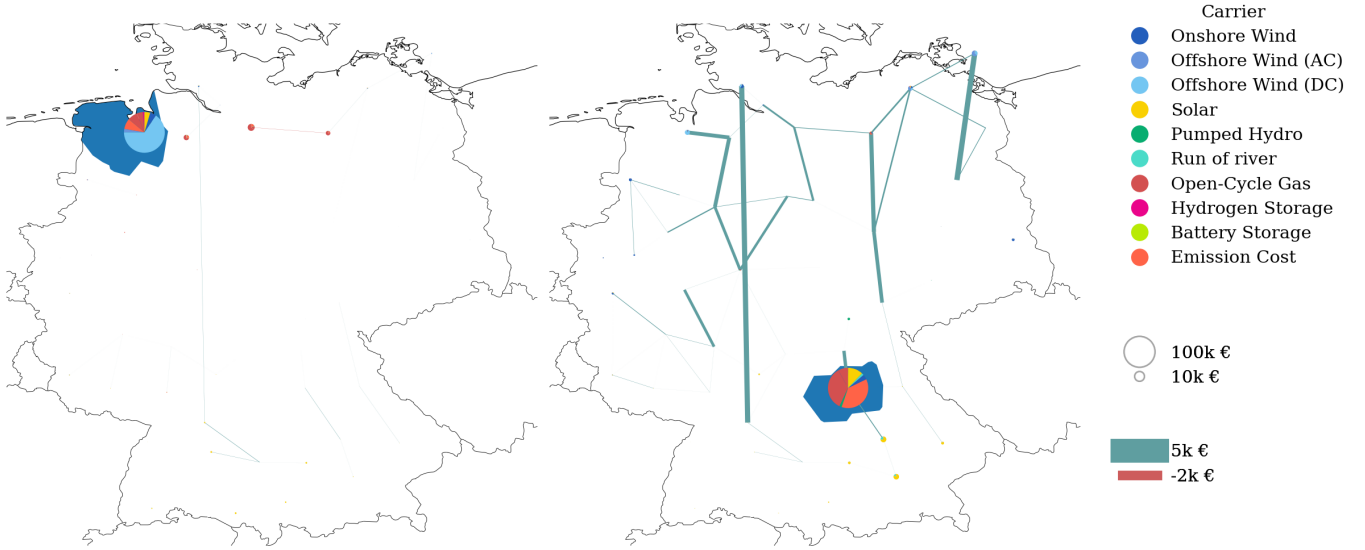 Carrier
Onshore Wind
Offshore Wind (AC)
Offshore Wind (DC)
Solar
Pumped Hydro
Run of river
Open-Cycle Gas
Hydrogen Storage
Battery Storage
Emission Cost
100k €
10k €
5k €
-2k €